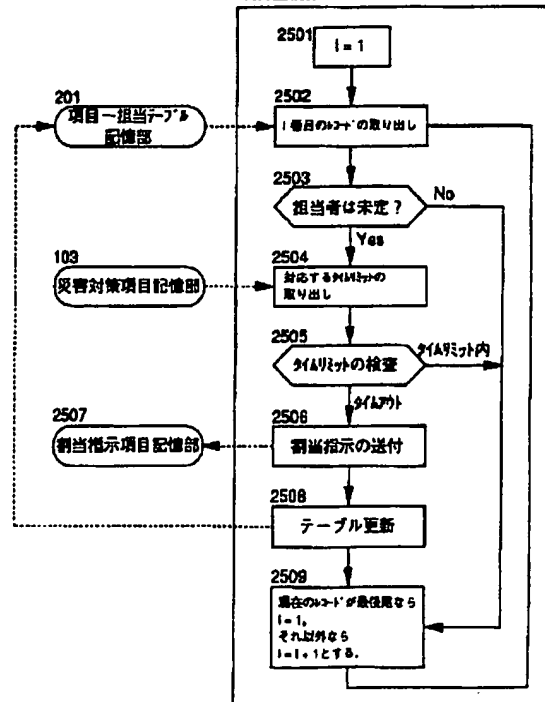 2501
I=1
201
項目〜担当テーブル
記憶部
2502
I番目のレコードの取り出し
2503
担当者は未定?
No
Yes
103
災害対策項目記憶部
2504
対応するタイムリミットの
取り出し
2505
タイムリミットの検査
タイムリミット内
タイムアウト
2507
割当指示項目記憶部
2506
割当指示の送付
2508
テーブル更新
2509
現在のレコードが最後尾なら
I=1,
それ以外なら
I=I+1とする.